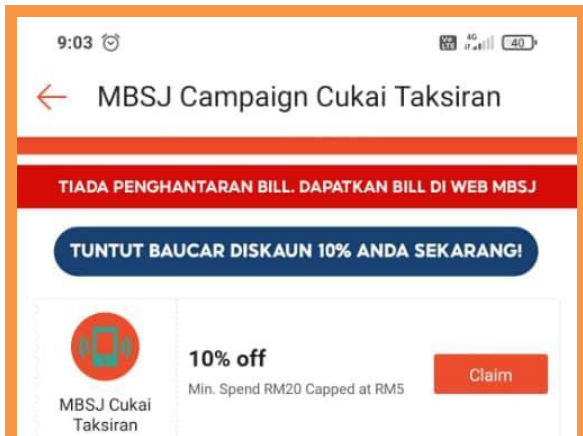 9:03
4G
40
MBSJ Campaign Cukai Taksiran
TIADA PENGHANTARAN BILL. DAPATKAN BILL DI WEB MBSJ
TUNTUT BAUCAR DISKAUN 10% ANDA SEKARANG!
10% off
Min. Spend RM20 Capped at RM5
Claim
MBSJ Cukai
Taksiran